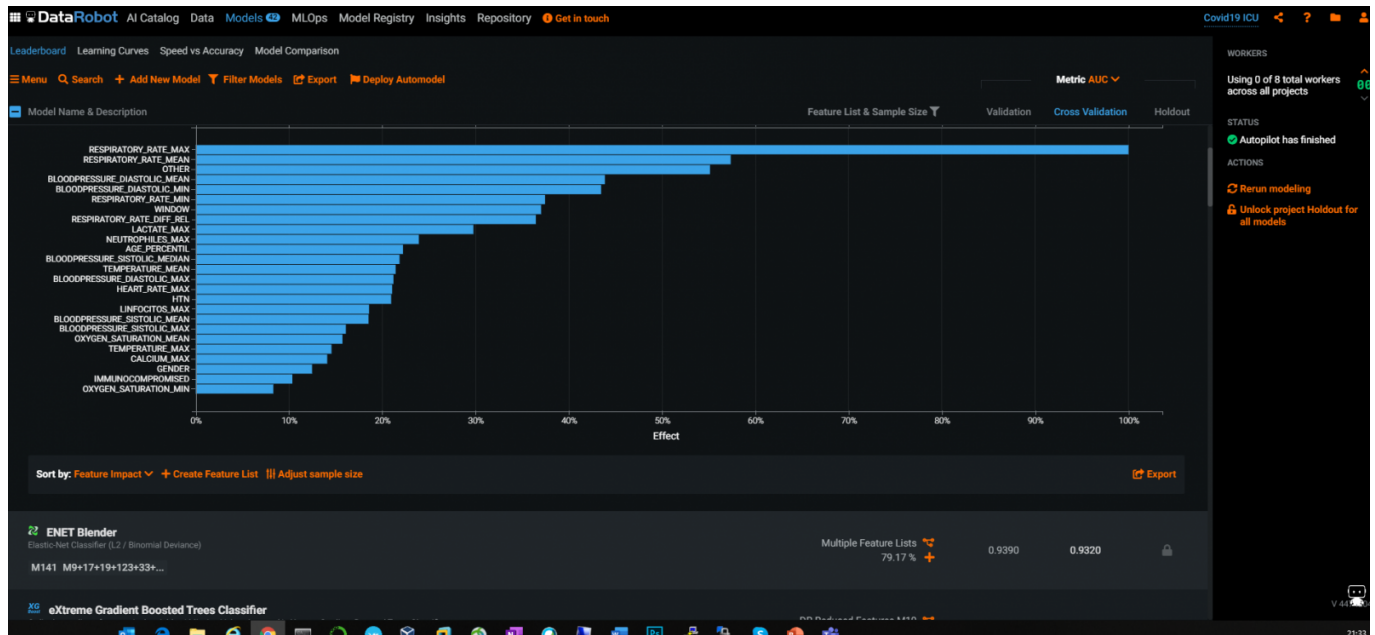 DataRobot AI Catalog Data Models 42 MLOps Model Registry Insights Repository Get in touch Covid19 ICU
Leaderboard Learning Curves Speed vs Accuracy Model Comparison
Menu Search + Add New Model Filter Models Export Deploy Automodel Metric AUC
Model Name & Description Feature List & Sample Size Validation Cross Validation Holdout
RESPIRATORY_RATE_MAX
RESPIRATORY_RATE_MEAN
OTHER
BLOODPRESSURE_DIASTOLIC_MEAN
BLOODPRESSURE_DIASTOLIC_MIN
RESPIRATORY_RATE_MIN
WINDOW
RESPIRATORY_RATE_DIFF_REL
LACTATE_MAX
NEUTROPHILES_MAX
AGE_PERCENTIL
BLOODPRESSURE_SISTOLIC_MEDIAN
TEMPERATURE_MEAN
BLOODPRESSURE_DIASTOLIC_MAX
HEART_RATE_MAX
HTN
LINFOCITOS_MAX
BLOODPRESSURE_SISTOLIC_MEAN
BLOODPRESSURE_SISTOLIC_MAX
OXYGEN_SATURATION_MEAN
TEMPERATURE_MAX
CALCIUM_MAX
GENDER
IMMUNOCOMPROMISED
OXYGEN_SATURATION_MIN
0% 10% 20% 30% 40% 50% 60% 70% 80% 90% 100%
Effect
Sort by: Feature Impact + Create Feature List Adjust sample size Export
ENET Blender
Elastic-Net Classifier (L2 / Binomial Deviance)
M141 M9+17+19+123+33+...
Multiple Feature Lists
79.17 % +
0.9390 0.9320
XG eXtreme Gradient Boosted Trees Classifier
WORKERS
Using 0 of 8 total workers
across all projects
STATUS
Autopilot has finished
ACTIONS
Rerun modeling
Unlock project Holdout for
all models
21:33